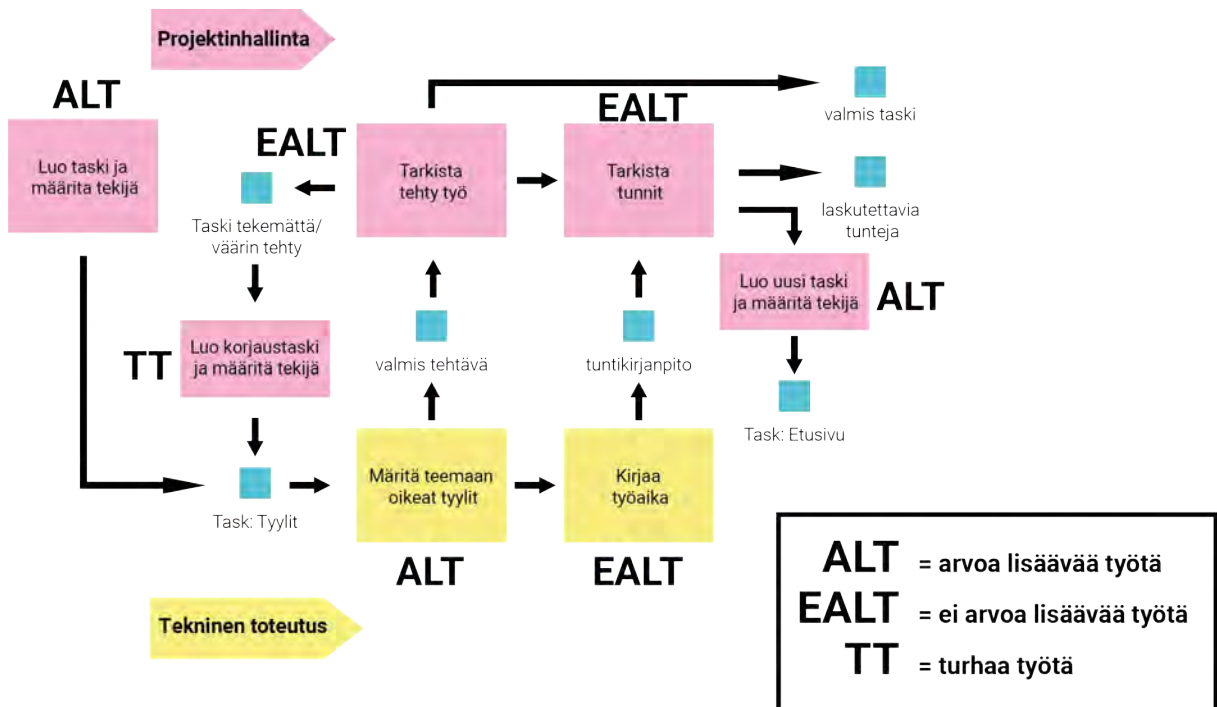 Projektinhallinta
ALT
Luo taski ja
määrita tekijä
EALT
Tarkista
tehty työ
EALT
Tarkista
tunnit
valmis taski
laskutettavia
tunteja
Taski tekemättä/
väärin tehty
Luo uusi taski
ja määritä tekijä
ALT
TT
Luo korjaustaski
ja määritä tekijä
valmis tehtävä
tuntikirjanpito
Task: Etusivu
Task: Tyylit
Märitä teemaan
oikeat tyylit
ALT
Kirjaa
työaika
EALT
Tekninen toteutus
ALT = arvoa lisäävää työtä
EALT = ei arvoa lisäävää työtä
TT = turhaa työtä